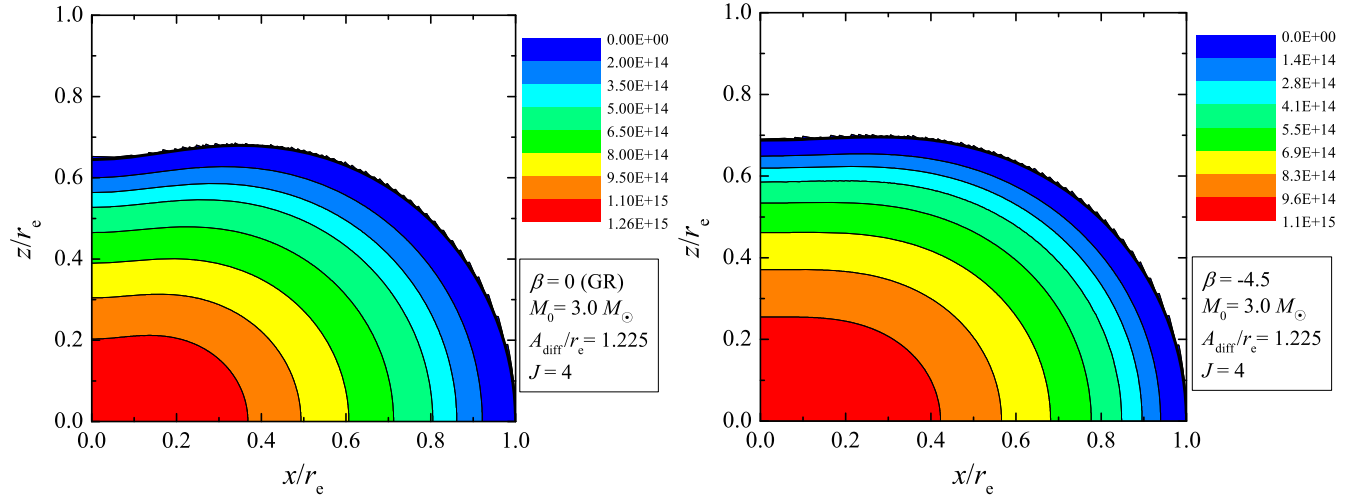 1.0
0.8
0.6
0.4
0.2
0.0
z/rₑ
0.0 0.2 0.4 0.6 0.8 1.0
x/rₑ
0.00E+00
2.00E+14
3.50E+14
5.00E+14
6.50E+14
8.00E+14
9.50E+14
1.10E+15
1.26E+15
β = 0 (GR)
M₀= 3.0 M☉
A_diff/rₑ= 1.225
J = 4
1.0
0.8
0.6
0.4
0.2
0.0
z/rₑ
0.0 0.2 0.4 0.6 0.8 1.0
x/rₑ
0.0E+00
1.4E+14
2.8E+14
4.1E+14
5.5E+14
6.9E+14
8.3E+14
9.6E+14
1.1E+15
β = -4.5
M₀= 3.0 M☉
A_diff/rₑ= 1.225
J = 4